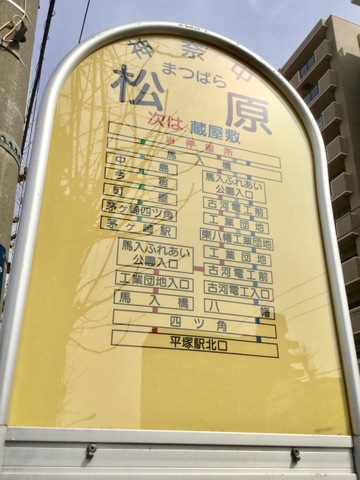 神奈中
まつばら
松原
次は 蔵屋敷
当停留所
馬入橋
中島
馬入ふれあい
公園入口
今宿
古河電工前
町屋
工業団地
茅ヶ崎四ツ角
東八幡工業団地
茅ヶ崎駅
工業団地
馬入ふれあい
公園入口
古河電工前
工業団地入口
古河電工入口
馬入橋
八幡
四ツ角
平塚駅北口